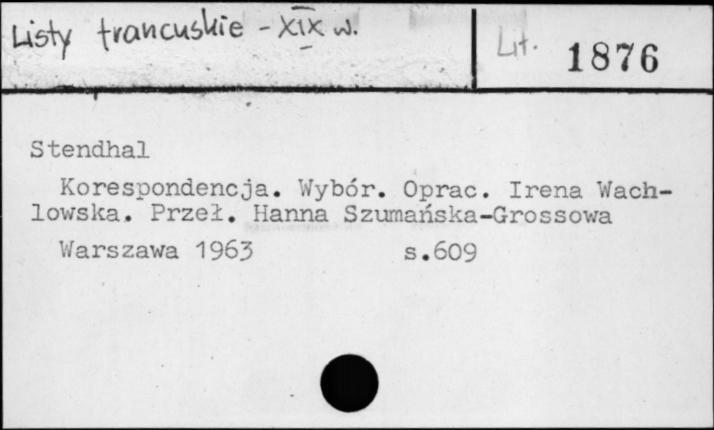 Listy francuskie - XIX w.
Lit. 1876
Stendhal
Korespondencja. Wybór. Oprac. Irena Wach-
lowska. Przeł. Hanna Szumańska-Grossowa
Warszawa 1963 s.609